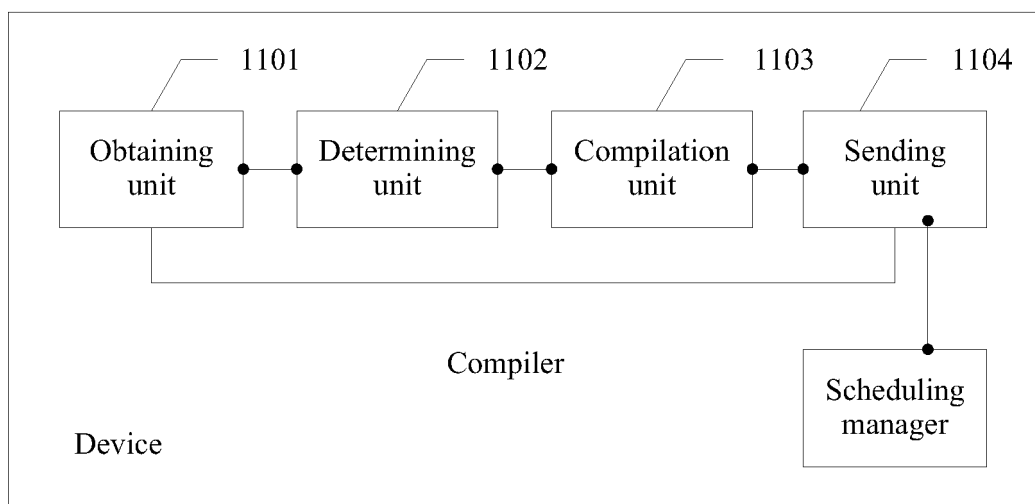 1101
1102
1103
1104
Obtaining
unit
Determining
unit
Compilation
unit
Sending
unit
Compiler
Scheduling
manager
Device